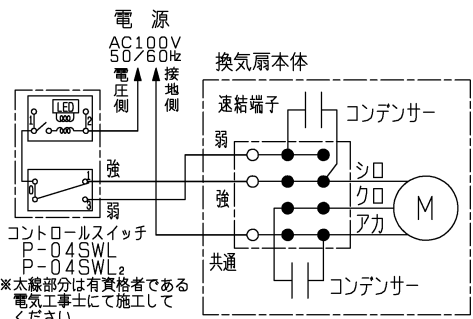 電 源
AC100V
50/60Hz
電圧側
接地側
換気扇本体
LED
1
2
速結端子
コンデンサー
弱
強
シロ
1
0
強
クロ
M
3
弱
アカ
コントロールスイッチ
P-04SWL
P-04SWL2
共通
コンデンサー
※太線部分は有資格者である
電気工事士にて施工して
ください